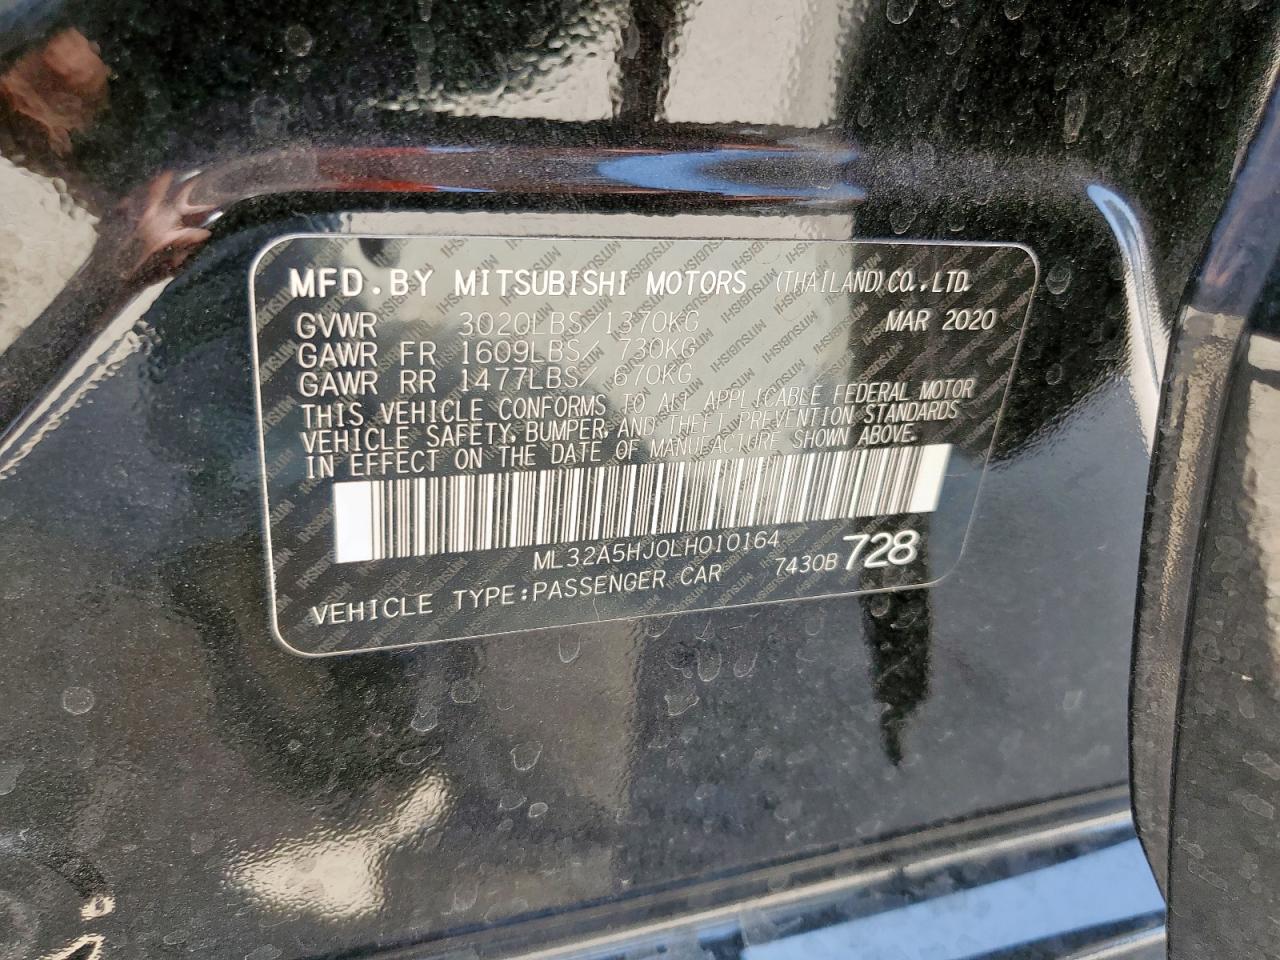 MFD.BY MITSUBISHI MOTORS (THAILAND) CO.,LTD.
GVWR 3020LBS/1370KG MAR 2020
GAWR FR 1609LBS/ 730KG
GAWR RR 1477LBS/ 670KG
THIS VEHICLE CONFORMS TO ALL APPLICABLE FEDERAL MOTOR
VEHICLE SAFETY, BUMPER, AND THEFT PREVENTION STANDARDS
IN EFFECT ON THE DATE OF MANUFACTURE SHOWN ABOVE.
ML32A5HJ0LH010164
VEHICLE TYPE:PASSENGER CAR 7430B 728